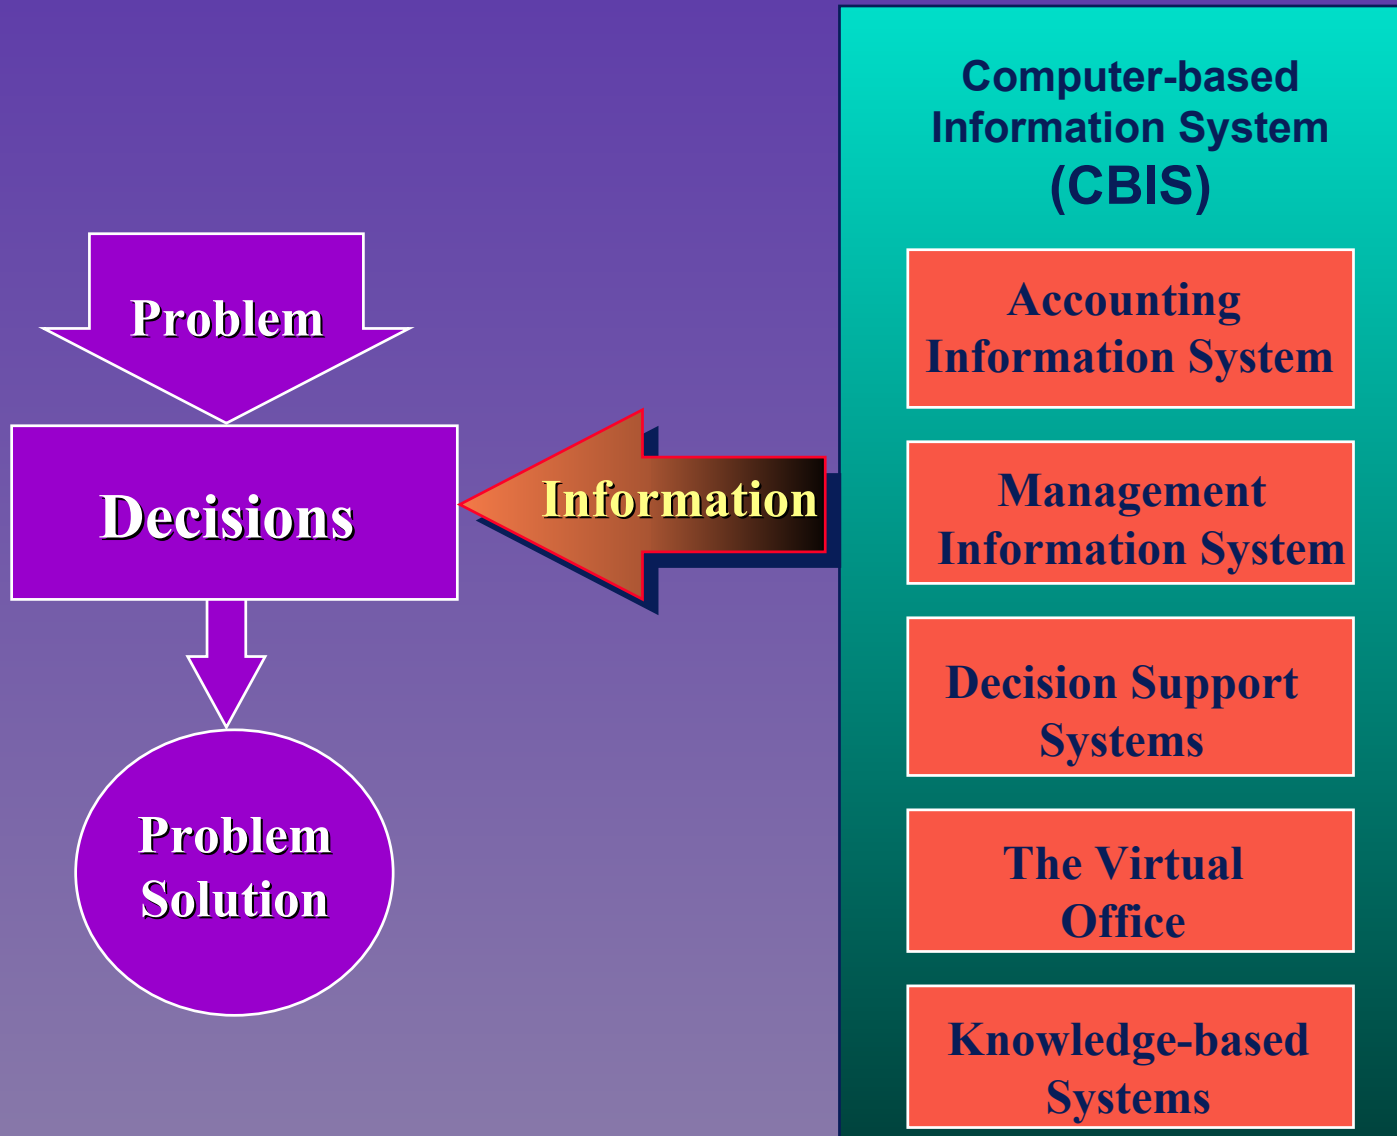 Problem
Decisions
Problem
Solution
Information
Computer-based
Information System
(CBIS)
Accounting
Information System
Management
Information System
Decision Support
Systems
The Virtual
Office
Knowledge-based
Systems